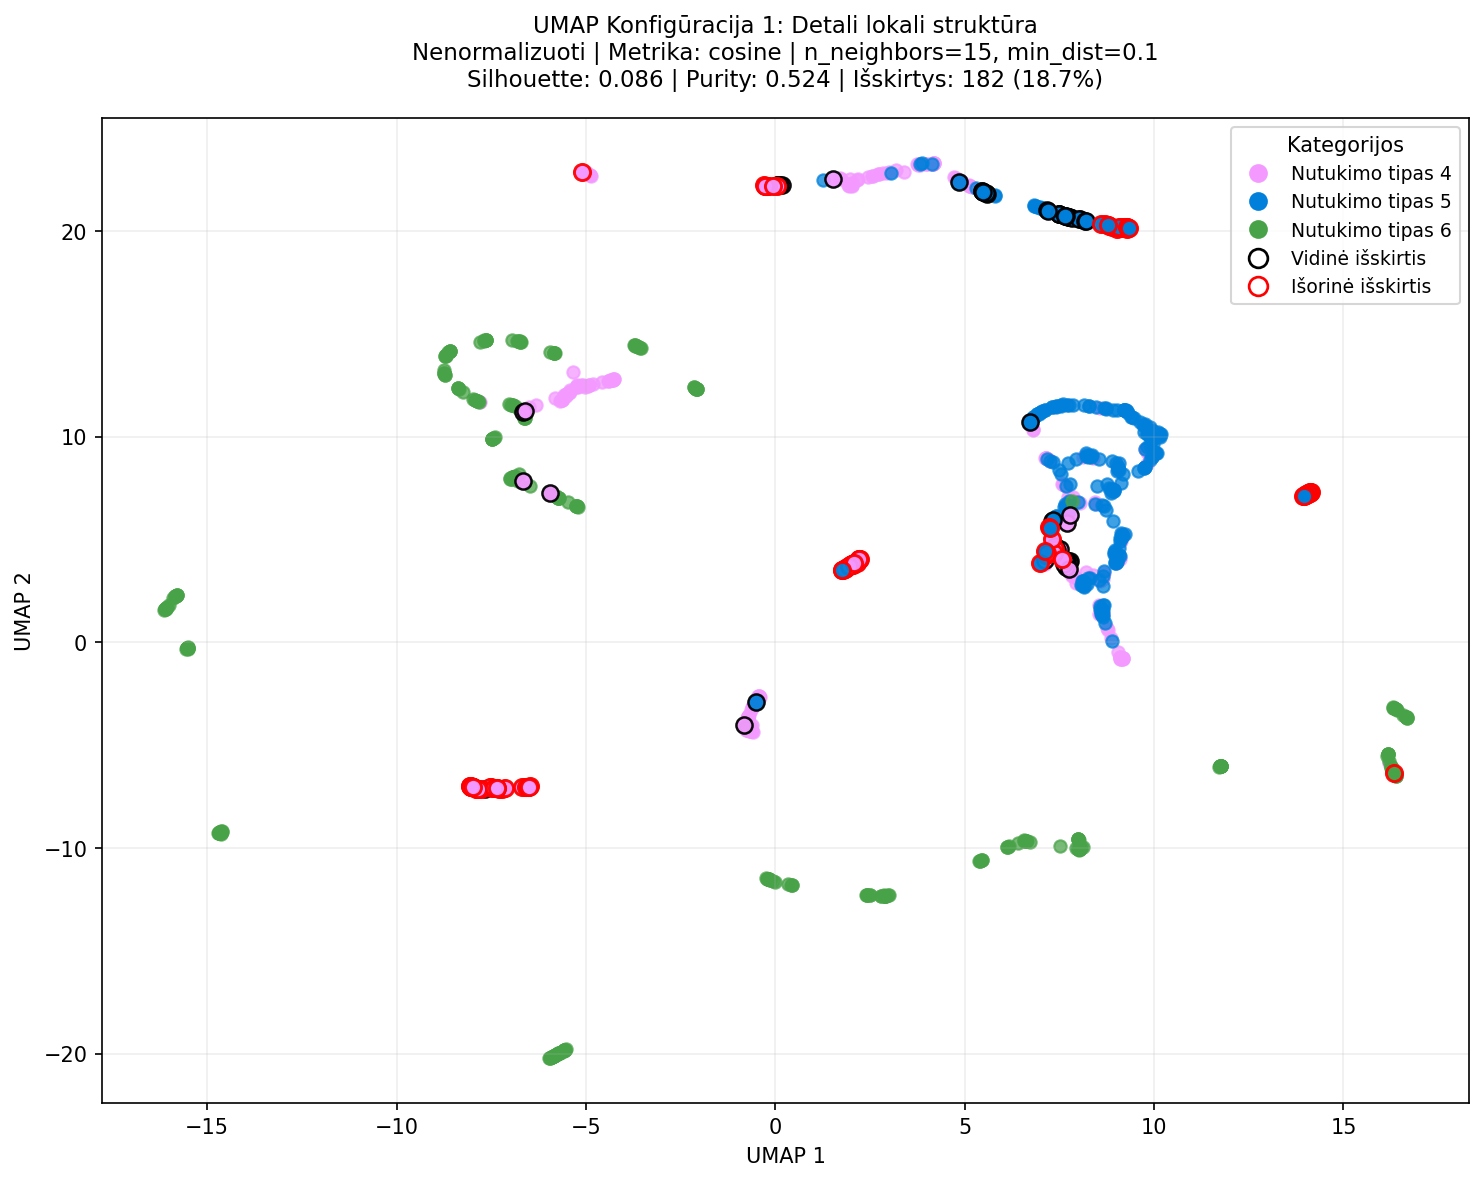 UMAP Konfigūracija 1: Detali lokali struktūra
Nenormalizuoti | Metrika: cosine | n_neighbors=15, min_dist=0.1
Silhouette: 0.086 | Purity: 0.524 | Išskirtys: 182 (18.7%)
Kategorijos
Nutukimo tipas 4
Nutukimo tipas 5
Nutukimo tipas 6
Vidinė išskirtis
Išorinė išskirtis
20
10
0
−10
−20
UMAP 2
−15
−10
−5
0
5
10
15
UMAP 1